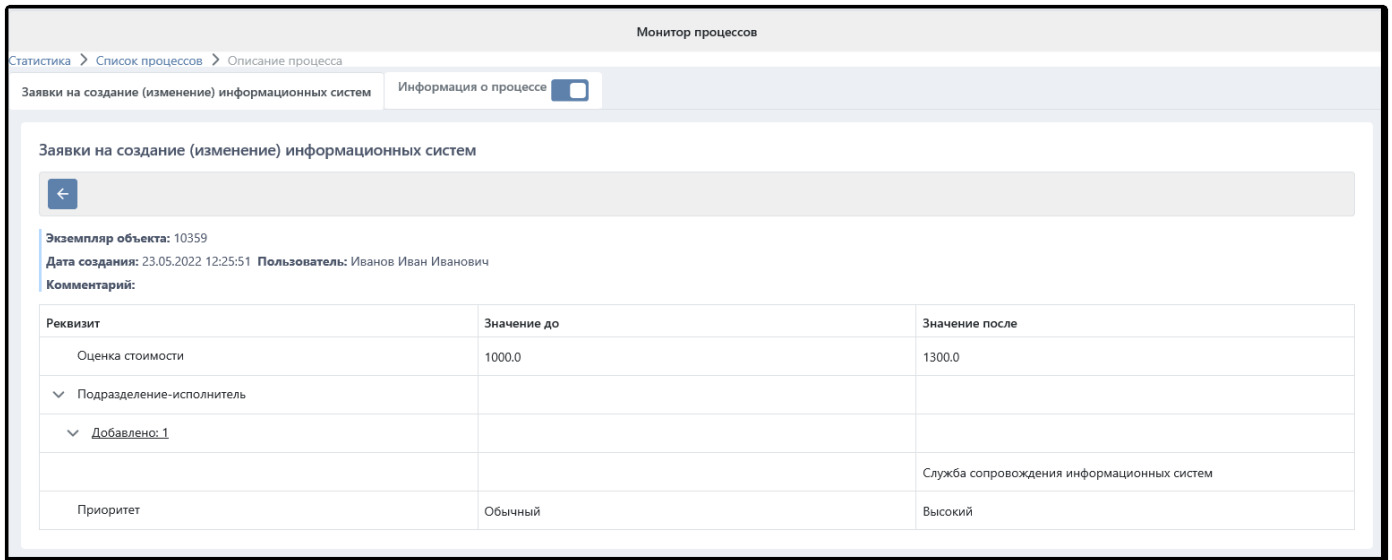 Монитор процессов
Статистика > Список процессов > Описание процесса
Заявки на создание (изменение) информационных систем Информация о процессе
Заявки на создание (изменение) информационных систем
Экземпляр объекта: 10359
Дата создания: 23.05.2022 12:25:51 Пользователь: Иванов Иван Иванович
Комментарий:
Реквизит Значение до Значение после
Оценка стоимости 1000.0 1300.0
Подразделение-исполнитель
Добавлено: 1
Служба сопровождения информационных систем
Приоритет Обычный Высокий